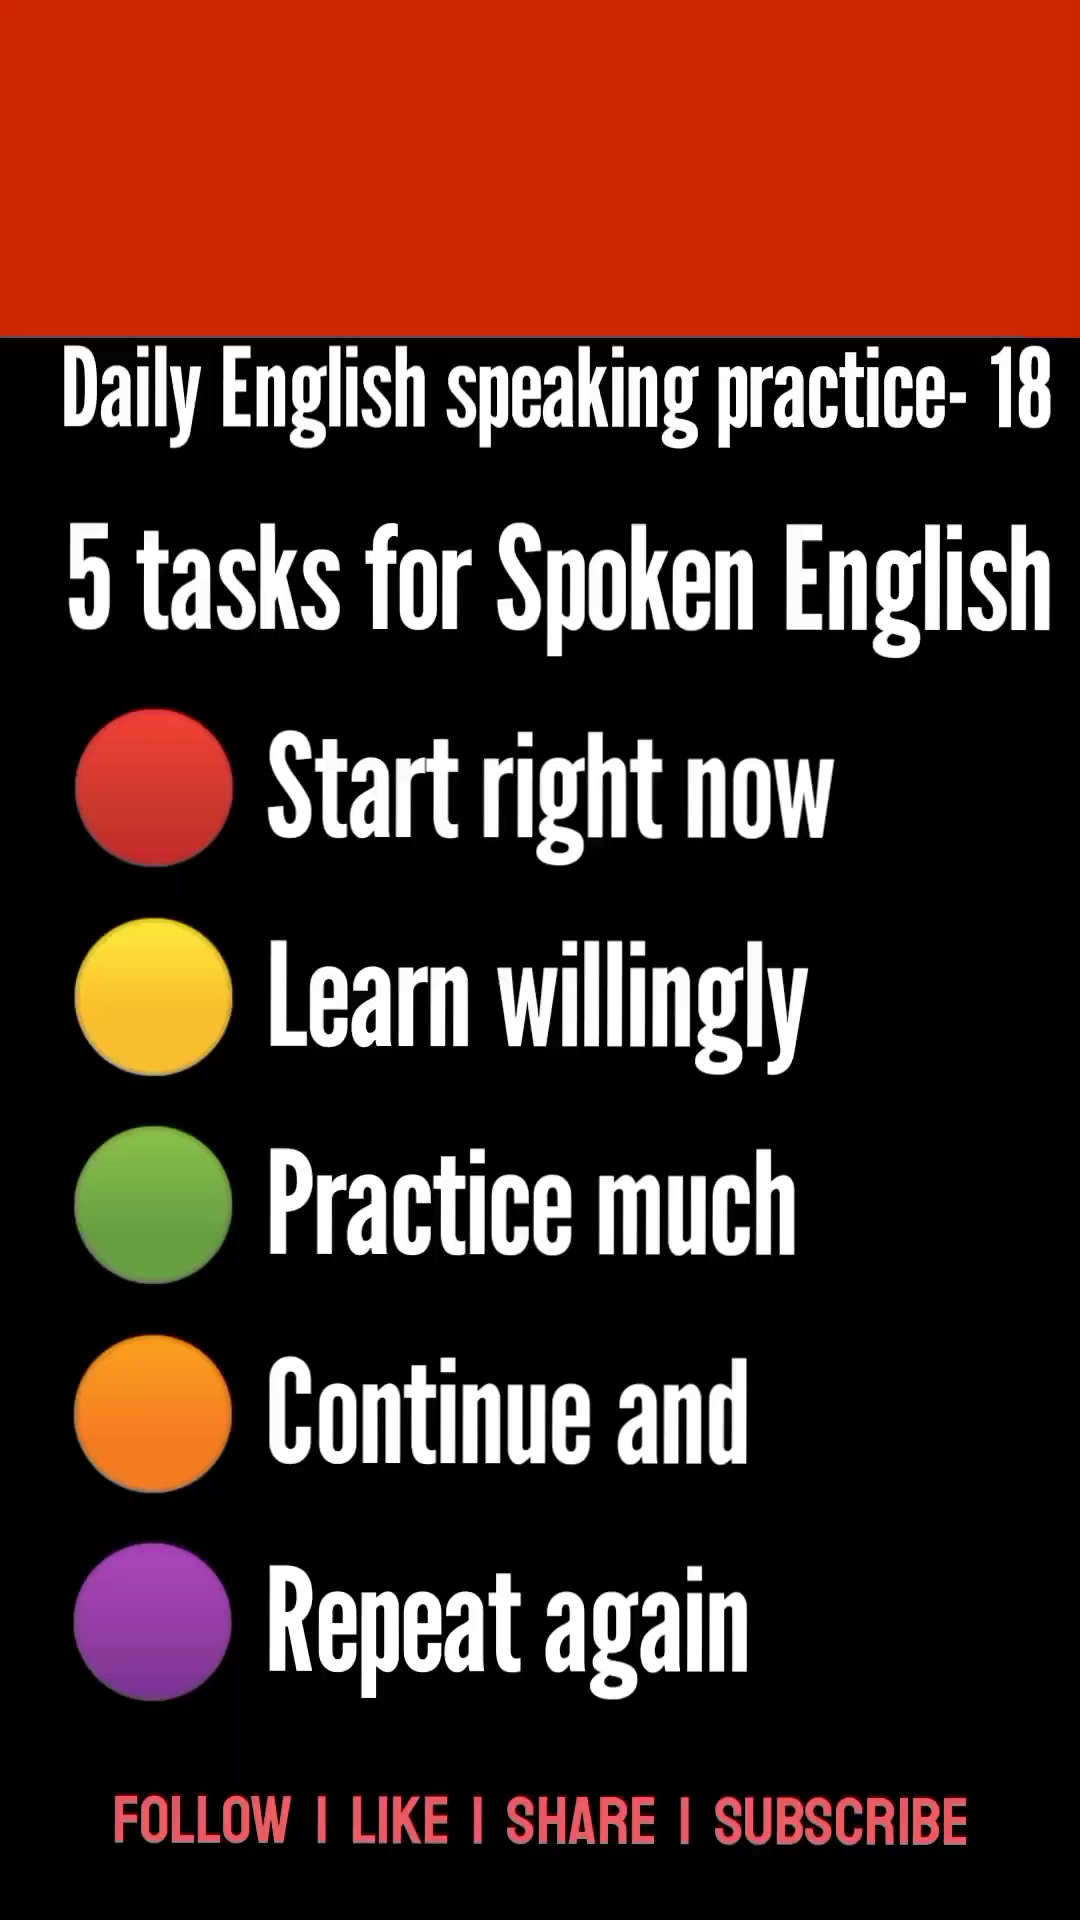 Daily English speaking practice- 18
5 tasks for Spoken English
Start right now
Learn willingly
Practice much
Continue and
Repeat again
FOLLOW | LIKE | SHARE | SUBSCRIBE